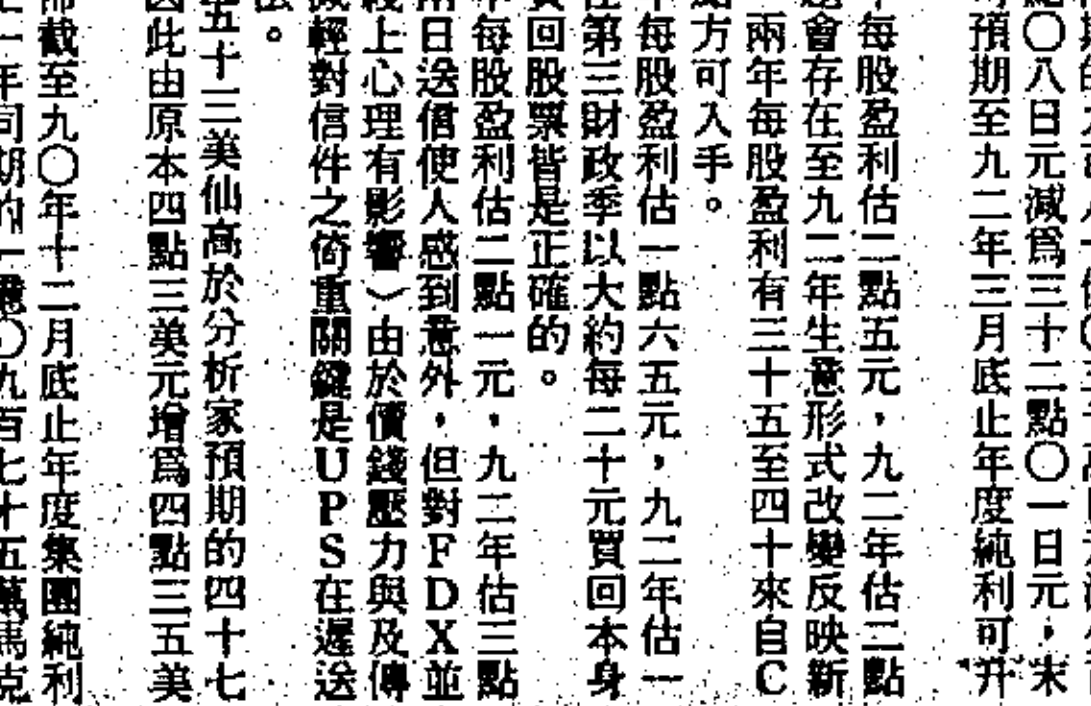 點〇八日元減爲三十二點〇一日元，末
預期至九二年三月底止年度純利可升
每股盈利估二點五元，九二年估二點
會存在至九二年生意形式改變反映新
兩年每股盈利有三十五至四十來自C
方可入手。
每股盈利估一點六五元，九二年估一
在第三財政季以大約每二十元買回本身
買回股票皆是正確的。
每股盈利估二點一元，九二年估三點
兩日送信使人感到意外，但對FDX並
綫上心理有影響）由於價錢壓力與及傳
減輕對信件之倚重關鍵是UPS在遞送
法。
五十三美仙高於分析家預期的四十七
因此由原本四點三美元增爲四點三五美
截至九〇年十二月底止年度集團純利
上一年同期的一億〇九百七十五萬馬克